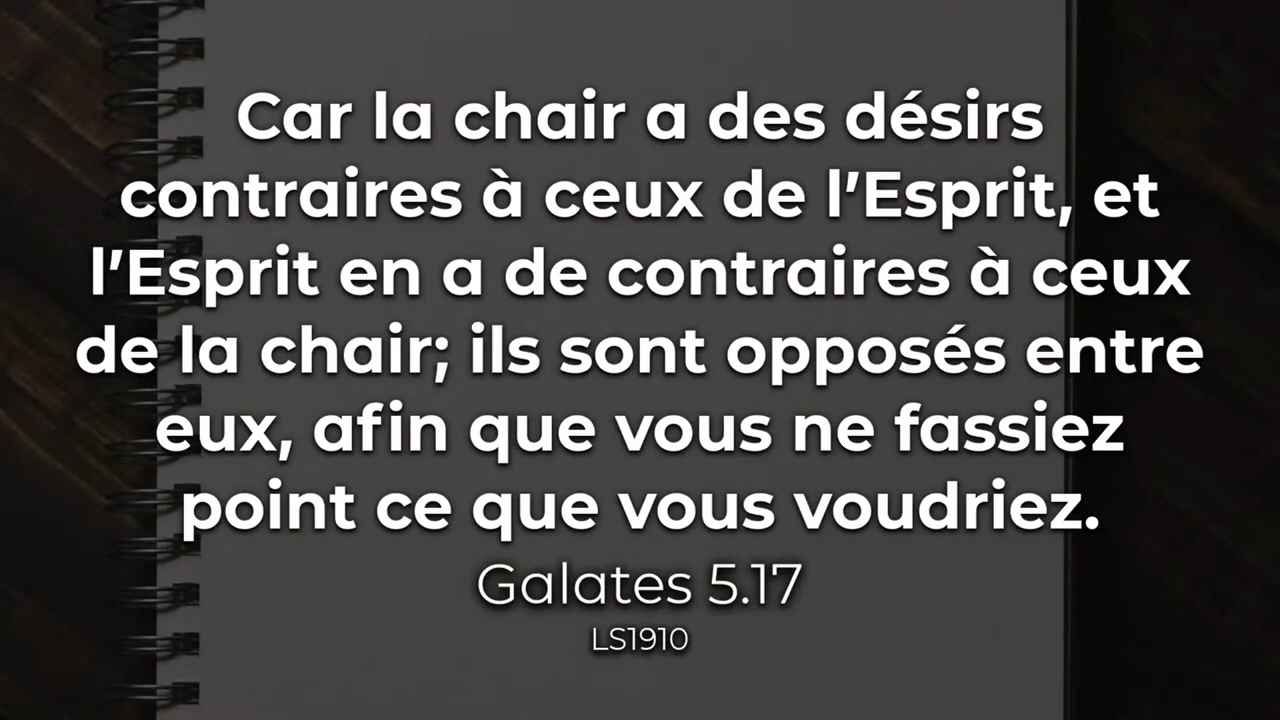 Car la chair a des désirs
contraires à ceux de l’Esprit, et
l’Esprit en a de contraires à ceux
de la chair; ils sont opposés entre
eux, afin que vous ne fassiez
point ce que vous voudriez.
Galates 5.17
LS1910